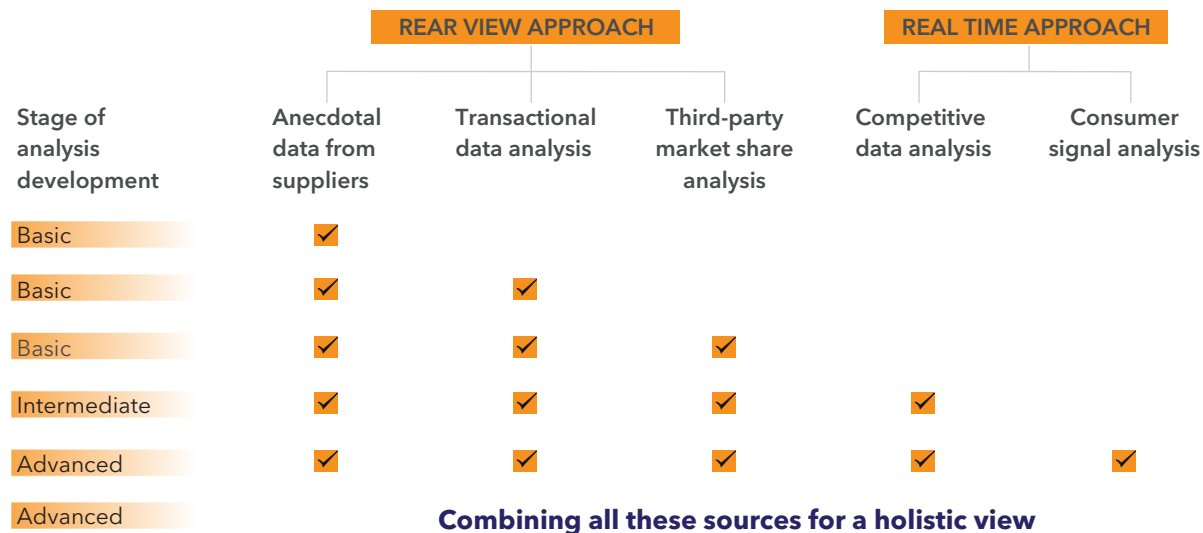 REAR VIEW APPROACH
REAL TIME APPROACH
Stage of
analysis
development
Anecdotal
data from
suppliers
Transactional
data analysis
Third-party
market share
analysis
Competitive
data analysis
Consumer
signal analysis
Basic
Basic
Basic
Intermediate
Advanced
Advanced
Combining all these sources for a holistic view